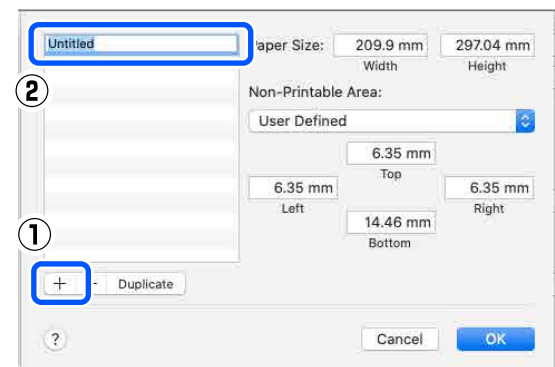 Untitled
Paper Size: 209.9 mm 297.04 mm
Width Height
②
Non-Printable Area:
User Defined
6.35 mm
Top
6.35 mm 6.35 mm
Left Right
14.46 mm
①
Bottom
+ - Duplicate
? Cancel OK